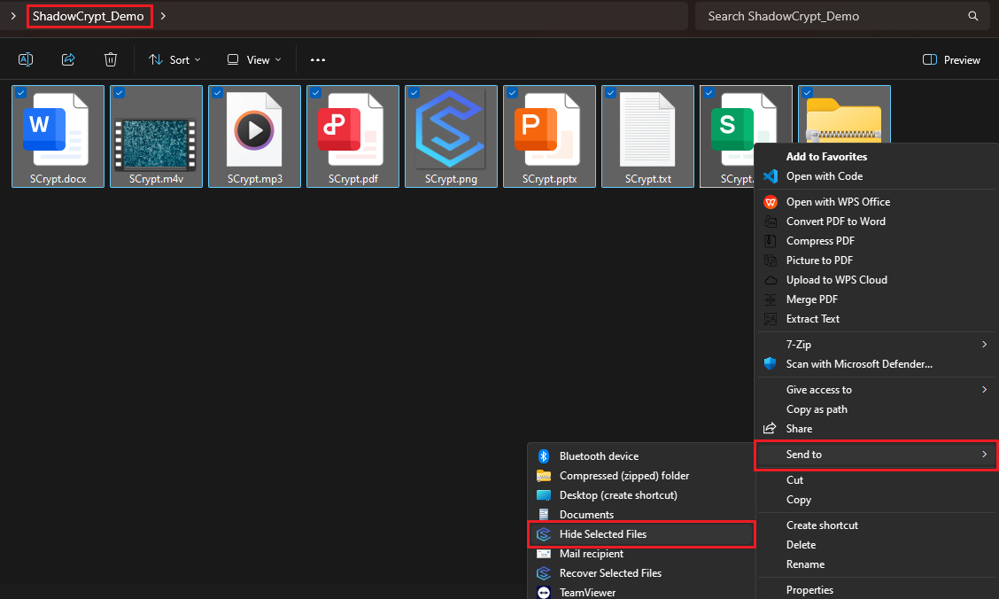 ShadowCrypt_Demo
Search ShadowCrypt_Demo
Sort
View
Preview
W
P
S
SCrypt.docx
SCrypt.m4v
SCrypt.mp3
SCrypt.pdf
SCrypt.png
SCrypt.pptx
SCrypt.txt
SCrypt.
Add to Favorites
Open with Code
Open with WPS Office
Convert PDF to Word
Compress PDF
Picture to PDF
Upload to WPS Cloud
Merge PDF
Extract Text
7-Zip
Scan with Microsoft Defender...
Give access to
Copy as path
Share
Send to
Cut
Copy
Create shortcut
Delete
Rename
Properties
Bluetooth device
Compressed (zipped) folder
Desktop (create shortcut)
Documents
Hide Selected Files
Mail recipient
Recover Selected Files
TeamViewer